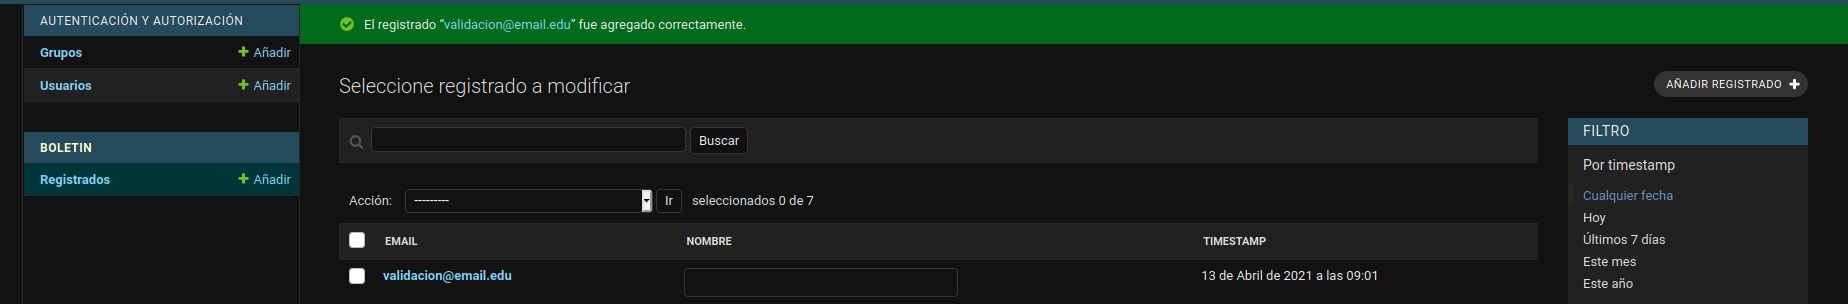 AUTENTICACIÓN Y AUTORIZACIÓN
Grupos Añadir
Usuarios Añadir
BOLETIN
Registrados Añadir
El registrado “validacion@email.edu” fue agregado correctamente.
Seleccione registrado a modificar
AÑADIR REGISTRADO
Buscar
Acción: --------- Ir seleccionados 0 de 7
EMAIL NOMBRE TIMESTAMP
validacion@email.edu 13 de Abril de 2021 a las 09:01
FILTRO
Por timestamp
Cualquier fecha
Hoy
Últimos 7 días
Este mes
Este año